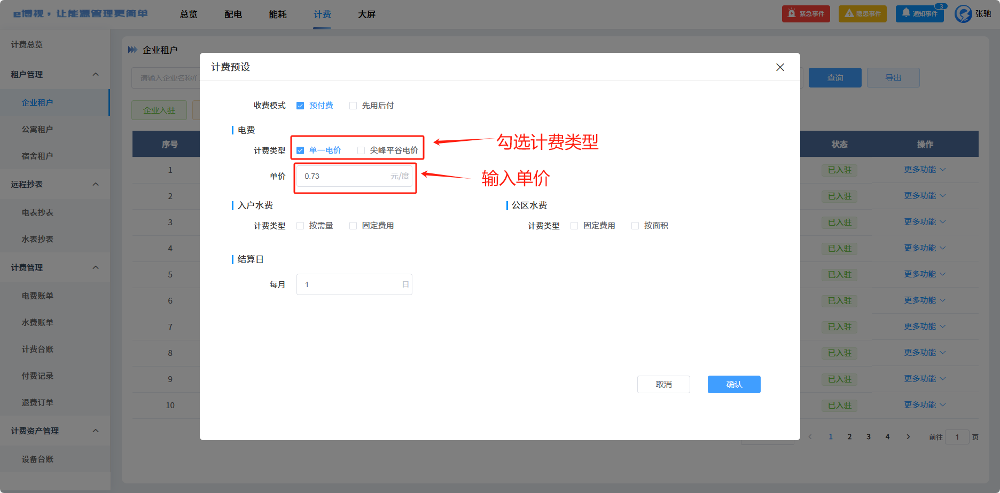 e博视,让能源管理更简单
总览
配电
能耗
计费
大屏
紧急事件
隐患事件
通知事件
3
张驰
计费总览
租户管理
企业租户
公寓租户
宿舍租户
远程抄表
电表抄表
水表抄表
计费管理
电费账单
水费账单
计费台账
付费记录
退费订单
计费资产管理
设备台账
企业租户
请输入企业名称/门
查询
导出
企业入驻
序号
状态
操作
1
已入驻
更多功能
2
已入驻
更多功能
3
已入驻
更多功能
4
已入驻
更多功能
5
已入驻
更多功能
6
已入驻
更多功能
7
已入驻
更多功能
8
已入驻
更多功能
9
已入驻
更多功能
10
已入驻
更多功能
1
2
3
4
前往
1
页
计费预设
收费模式
预付费
先用后付
电费
计费类型
单一电价
尖峰平谷电价
勾选计费类型
单价
0.73
元/度
输入单价
入户水费
计费类型
按需量
固定费用
公区水费
计费类型
固定费用
按面积
结算日
每月
1
日
取消
确认